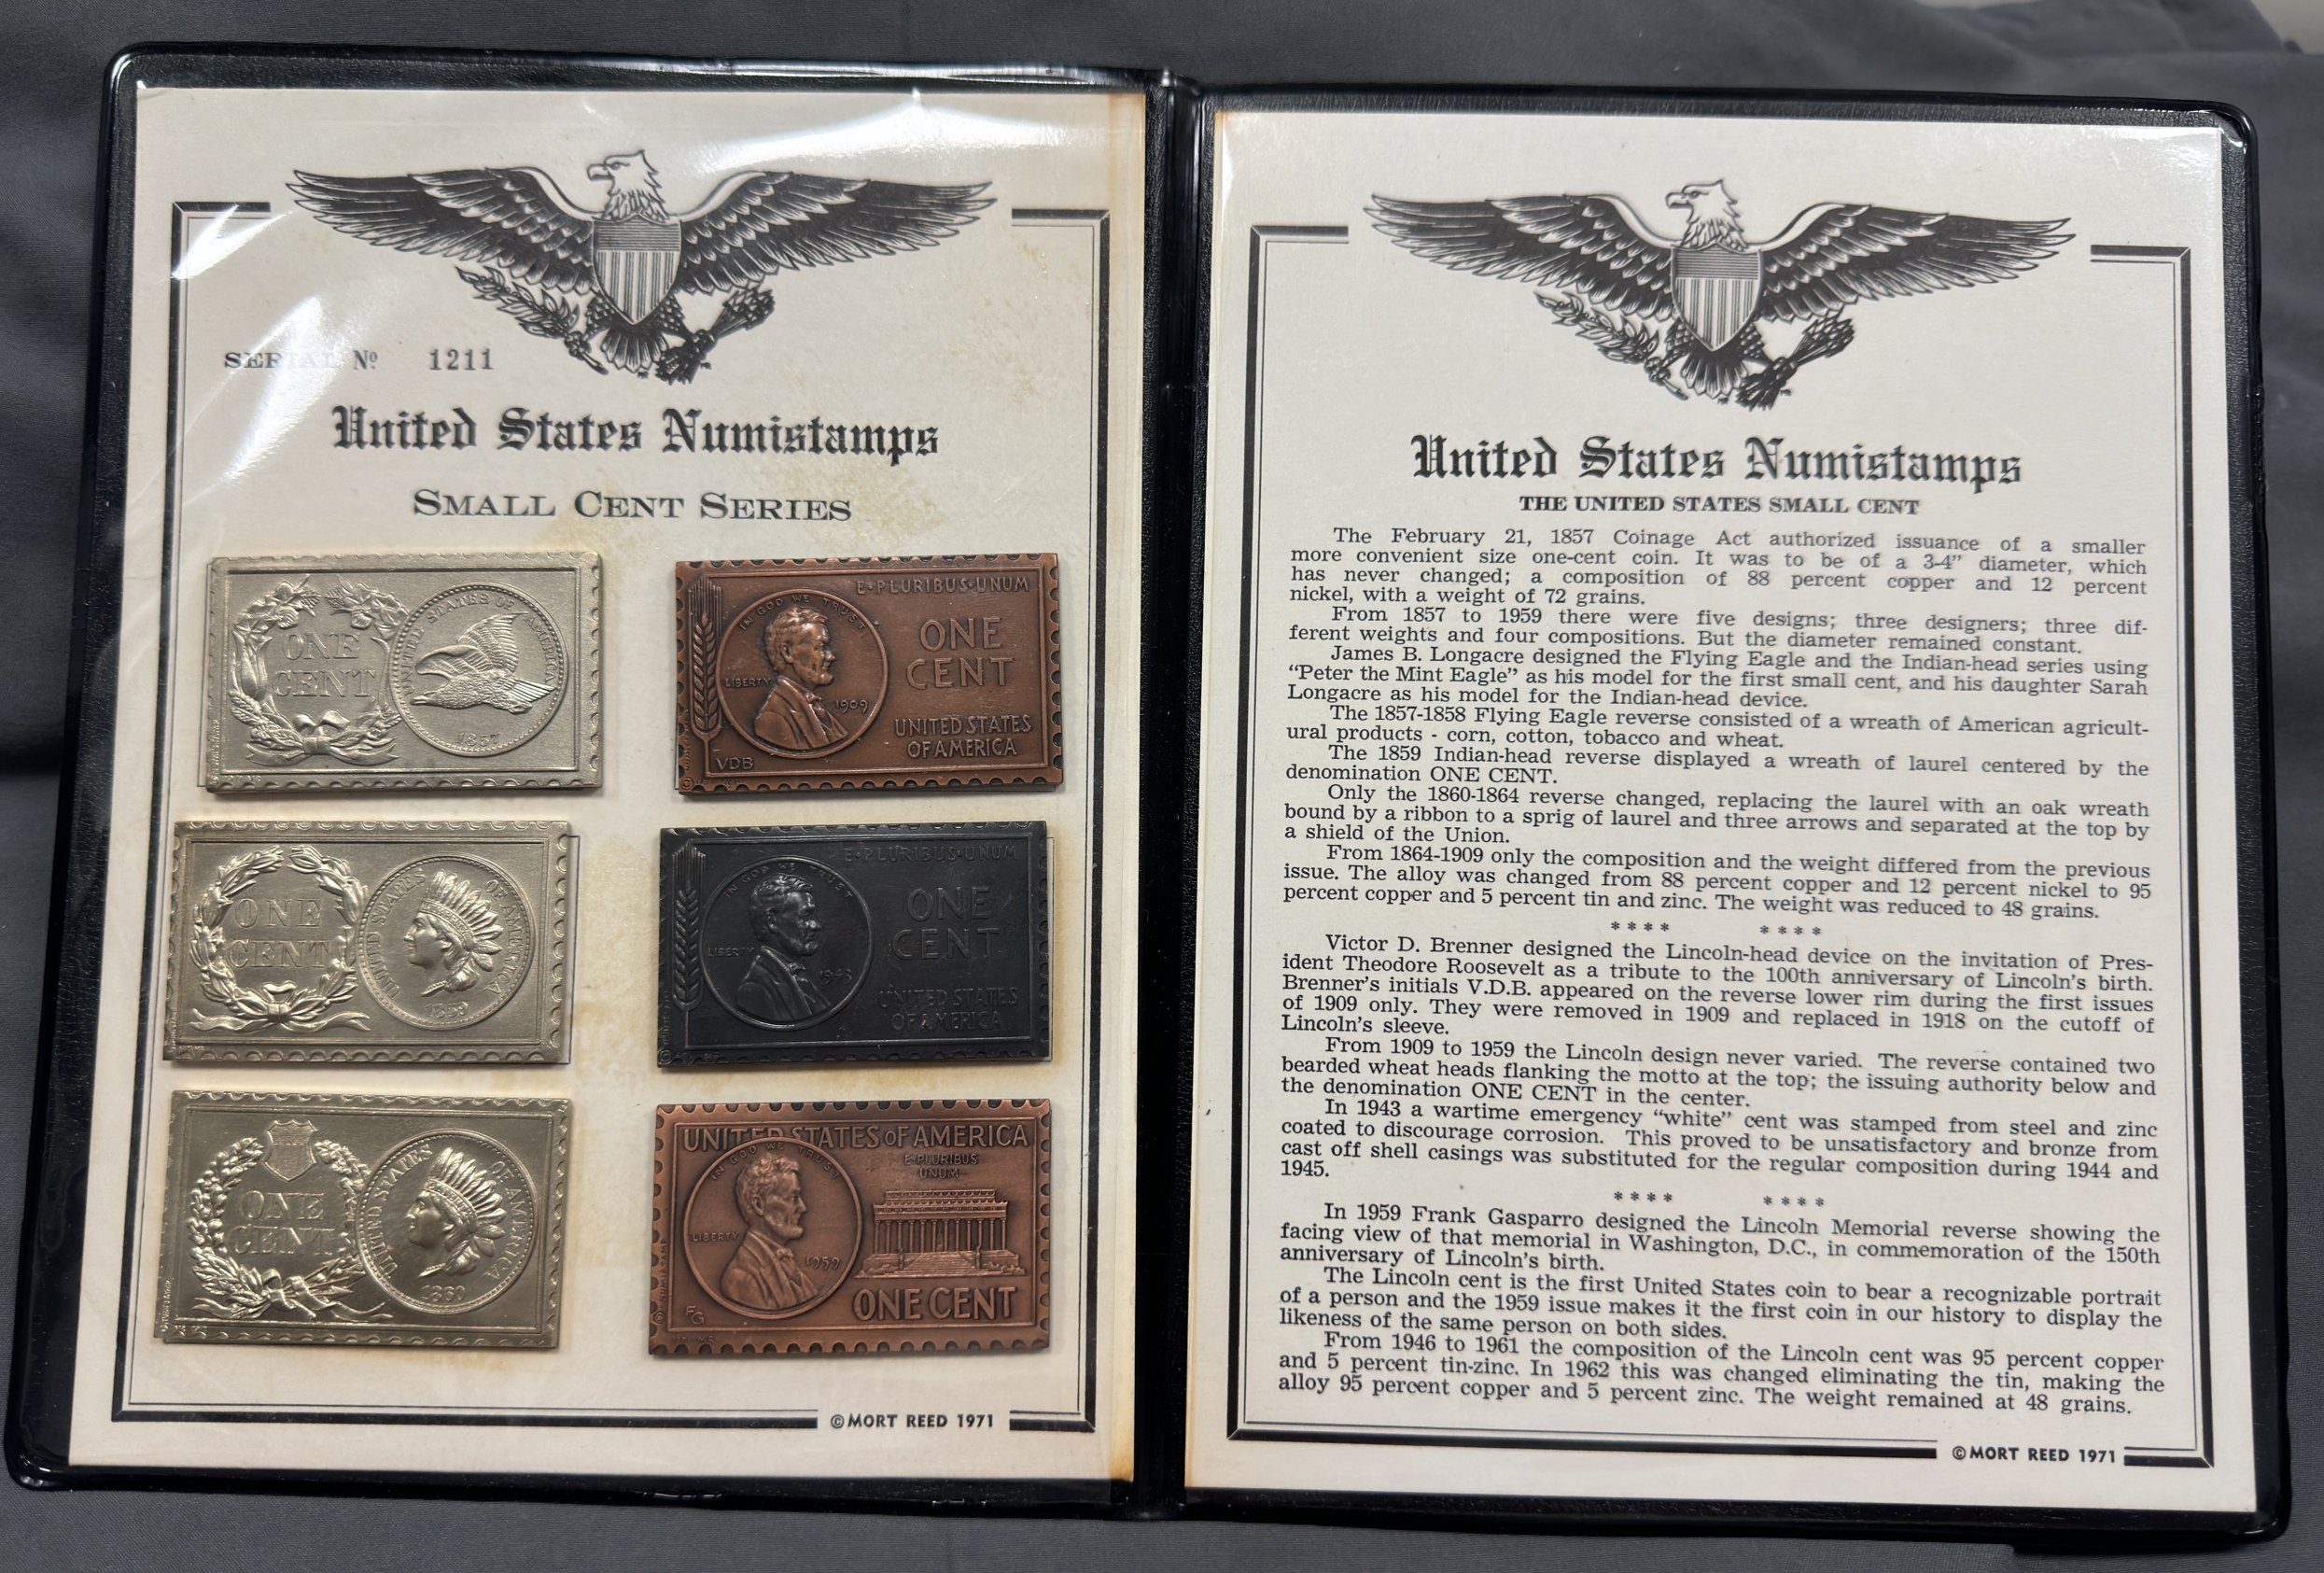 SERIAL № 1211
United States Numistamps
SMALL CENT SERIES
ONE
CENT
UNITED STATES OF AMERICA
1857
E·PLURIBUS·UNUM
IN GOD WE TRUST
LIBERTY
1909
ONE
CENT
UNITED STATES
OF AMERICA
VDB
ONE
CENT
UNITED STATES OF AMERICA
1859
E·PLURIBUS·UNUM
IN GOD WE TRUST
LIBERTY
1943
ONE
CENT
UNITED STATES
OF AMERICA
ONE
CENT
UNITED STATES OF AMERICA
1860
UNITED STATES OF AMERICA
IN GOD WE TRUST
E·PLURIBUS
UNUM
LIBERTY
1959
FG
ONE CENT
©MORT REED 1971
United States Numistamps
THE UNITED STATES SMALL CENT
The February 21, 1857 Coinage Act authorized issuance of a smaller
more convenient size one-cent coin. It was to be of a 3-4” diameter, which
has never changed; a composition of 88 percent copper and 12 percent
nickel, with a weight of 72 grains.
From 1857 to 1959 there were five designs; three designers; three dif-
ferent weights and four compositions. But the diameter remained constant.
James B. Longacre designed the Flying Eagle and the Indian-head series using
“Peter the Mint Eagle” as his model for the first small cent, and his daughter Sarah
Longacre as his model for the Indian-head device.
The 1857-1858 Flying Eagle reverse consisted of a wreath of American agricult-
ural products - corn, cotton, tobacco and wheat.
The 1859 Indian-head reverse displayed a wreath of laurel centered by the
denomination ONE CENT.
Only the 1860-1864 reverse changed, replacing the laurel with an oak wreath
bound by a ribbon to a sprig of laurel and three arrows and separated at the top by
a shield of the Union.
From 1864-1909 only the composition and the weight differed from the previous
issue. The alloy was changed from 88 percent copper and 12 percent nickel to 95
percent copper and 5 percent tin and zinc. The weight was reduced to 48 grains.
**** ****
Victor D. Brenner designed the Lincoln-head device on the invitation of Pres-
ident Theodore Roosevelt as a tribute to the 100th anniversary of Lincoln's birth.
Brenner's initials V.D.B. appeared on the reverse lower rim during the first issues
of 1909 only. They were removed in 1909 and replaced in 1918 on the cutoff of
Lincoln's sleeve.
From 1909 to 1959 the Lincoln design never varied. The reverse contained two
bearded wheat heads flanking the motto at the top; the issuing authority below and
the denomination ONE CENT in the center.
In 1943 a wartime emergency “white” cent was stamped from steel and zinc
coated to discourage corrosion. This proved to be unsatisfactory and bronze from
cast off shell casings was substituted for the regular composition during 1944 and
1945.
**** ****
In 1959 Frank Gasparro designed the Lincoln Memorial reverse showing the
facing view of that memorial in Washington, D.C., in commemoration of the 150th
anniversary of Lincoln's birth.
The Lincoln cent is the first United States coin to bear a recognizable portrait
of a person and the 1959 issue makes it the first coin in our history to display the
likeness of the same person on both sides.
From 1946 to 1961 the composition of the Lincoln cent was 95 percent copper
and 5 percent tin-zinc. In 1962 this was changed eliminating the tin, making the
alloy 95 percent copper and 5 percent zinc. The weight remained at 48 grains.
©MORT REED 1971